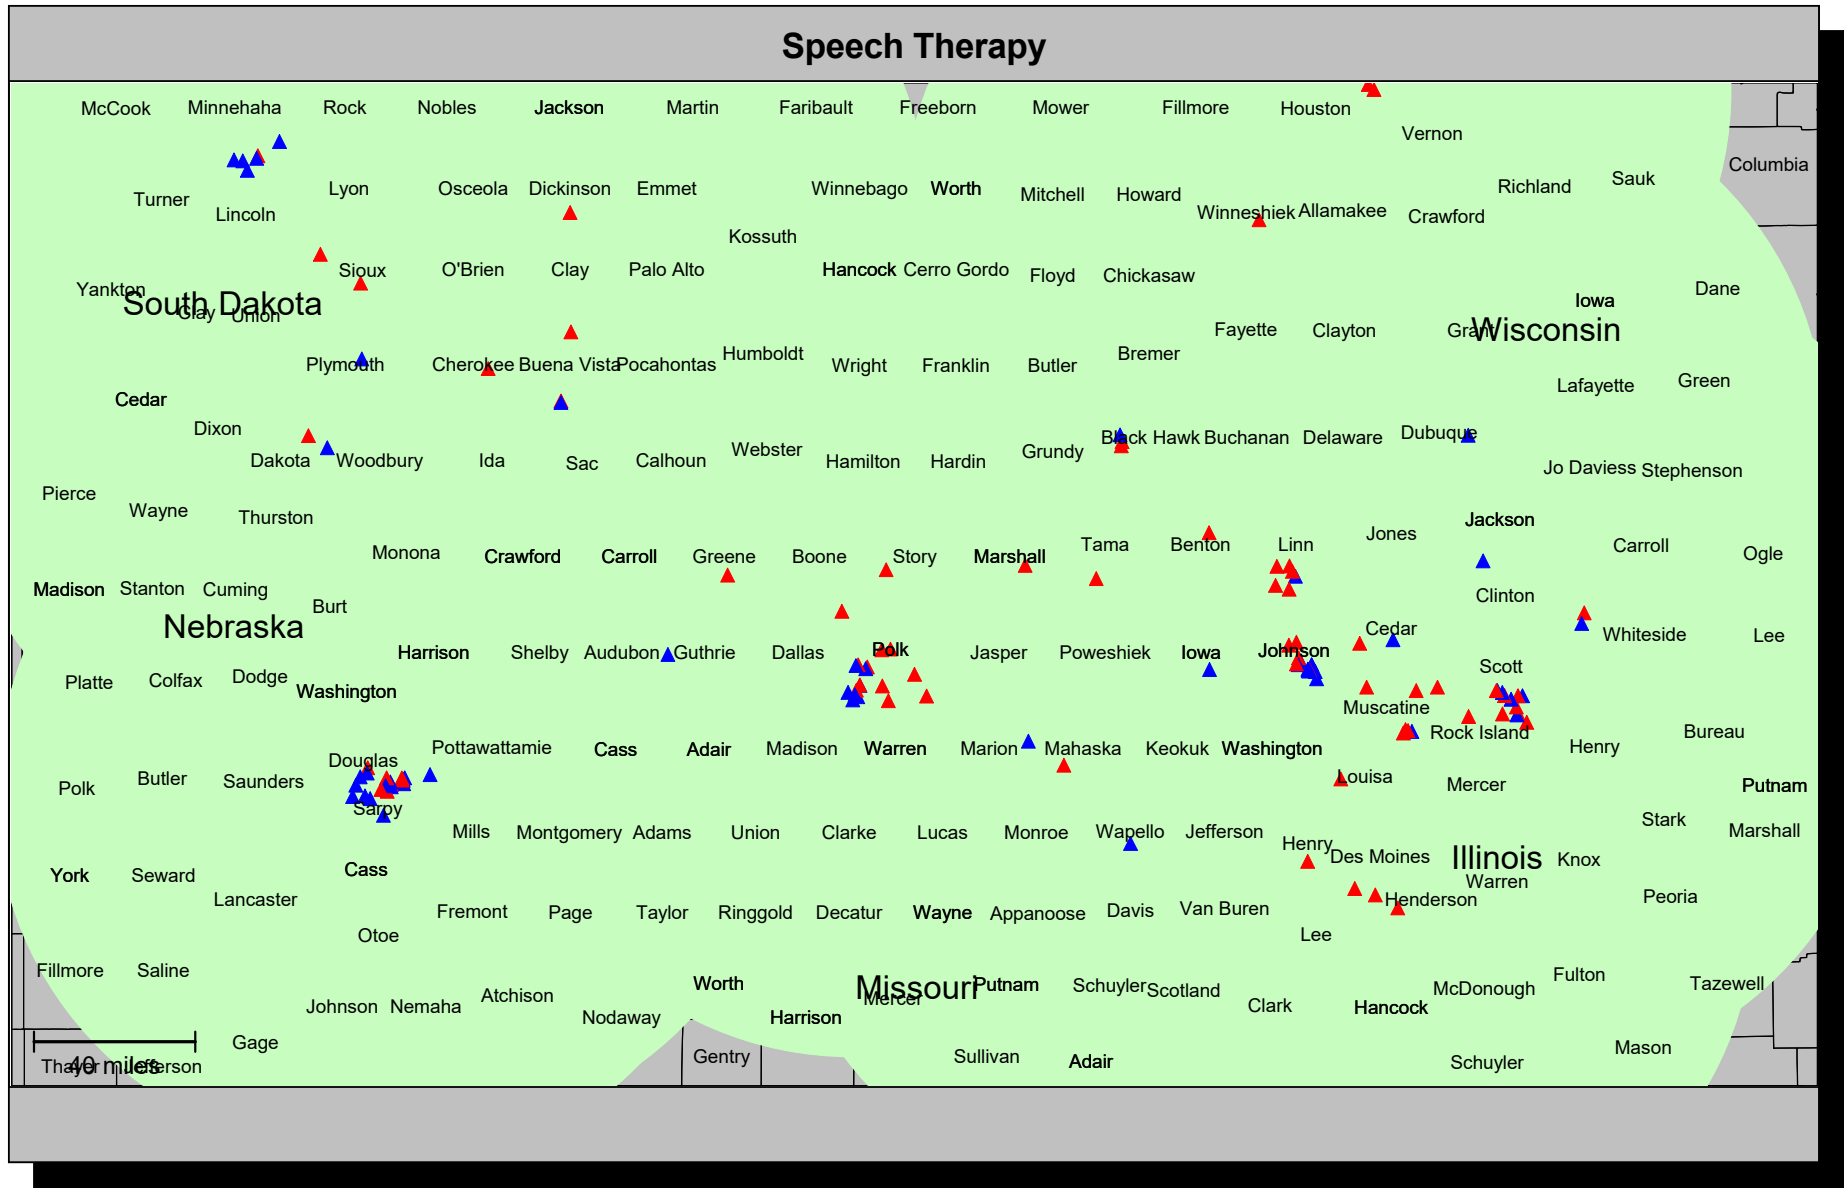 Speech Therapy
McCook Minnehaha Rock Nobles Jackson Martin Faribault Freeborn Mower Fillmore Houston
Vernon
Columbia
Turner Lincoln Lyon Osceola Dickinson Emmet Winnebago Worth Mitchell Howard Richland Sauk
Winneshiek Allamakee Crawford
Kossuth
Yankton Sioux O'Brien Clay Palo Alto Hancock Cerro Gordo Floyd Chickasaw Dane
South Dakota
Clay Union
Iowa
Fayette Clayton Grant Wisconsin
Plymouth Cherokee Buena Vista Pocahontas Humboldt Wright Franklin Butler Bremer
Lafayette Green
Cedar
Dixon
Dakota Woodbury Ida Sac Calhoun Webster Hamilton Hardin Grundy Black Hawk Buchanan Delaware Dubuque
Jo Daviess Stephenson
Pierce
Wayne Thurston
Jackson
Monona Crawford Carroll Greene Boone Story Marshall Tama Benton Linn Jones Carroll Ogle
Madison Stanton Cuming
Clinton
Burt
Nebraska
Harrison Shelby Audubon Guthrie Dallas Polk Jasper Poweshiek Iowa Johnson Cedar Whiteside Lee
Platte Colfax Dodge Scott
Washington
Muscatine
Rock Island
Bureau
Douglas Pottawattamie Cass Adair Madison Warren Marion Mahaska Keokuk Washington Henry
Polk Butler Saunders Louisa Mercer Putnam
Sarpy
Mills Montgomery Adams Union Clarke Lucas Monroe Wapello Jefferson Stark Marshall
Henry
Des Moines Illinois Knox
York Seward Cass Warren
Lancaster Henderson Peoria
Fremont Page Taylor Ringgold Decatur Wayne Appanoose Davis Van Buren
Otoe Lee
Fillmore Saline Fulton
Worth Missouri Putnam Schuyler Scotland McDonough Tazewell
Johnson Nemaha Atchison Mercer Clark Hancock
Nodaway Harrison
Gage
Gentry Sullivan Adair Schuyler Mason
Thayer Jefferson
40 miles